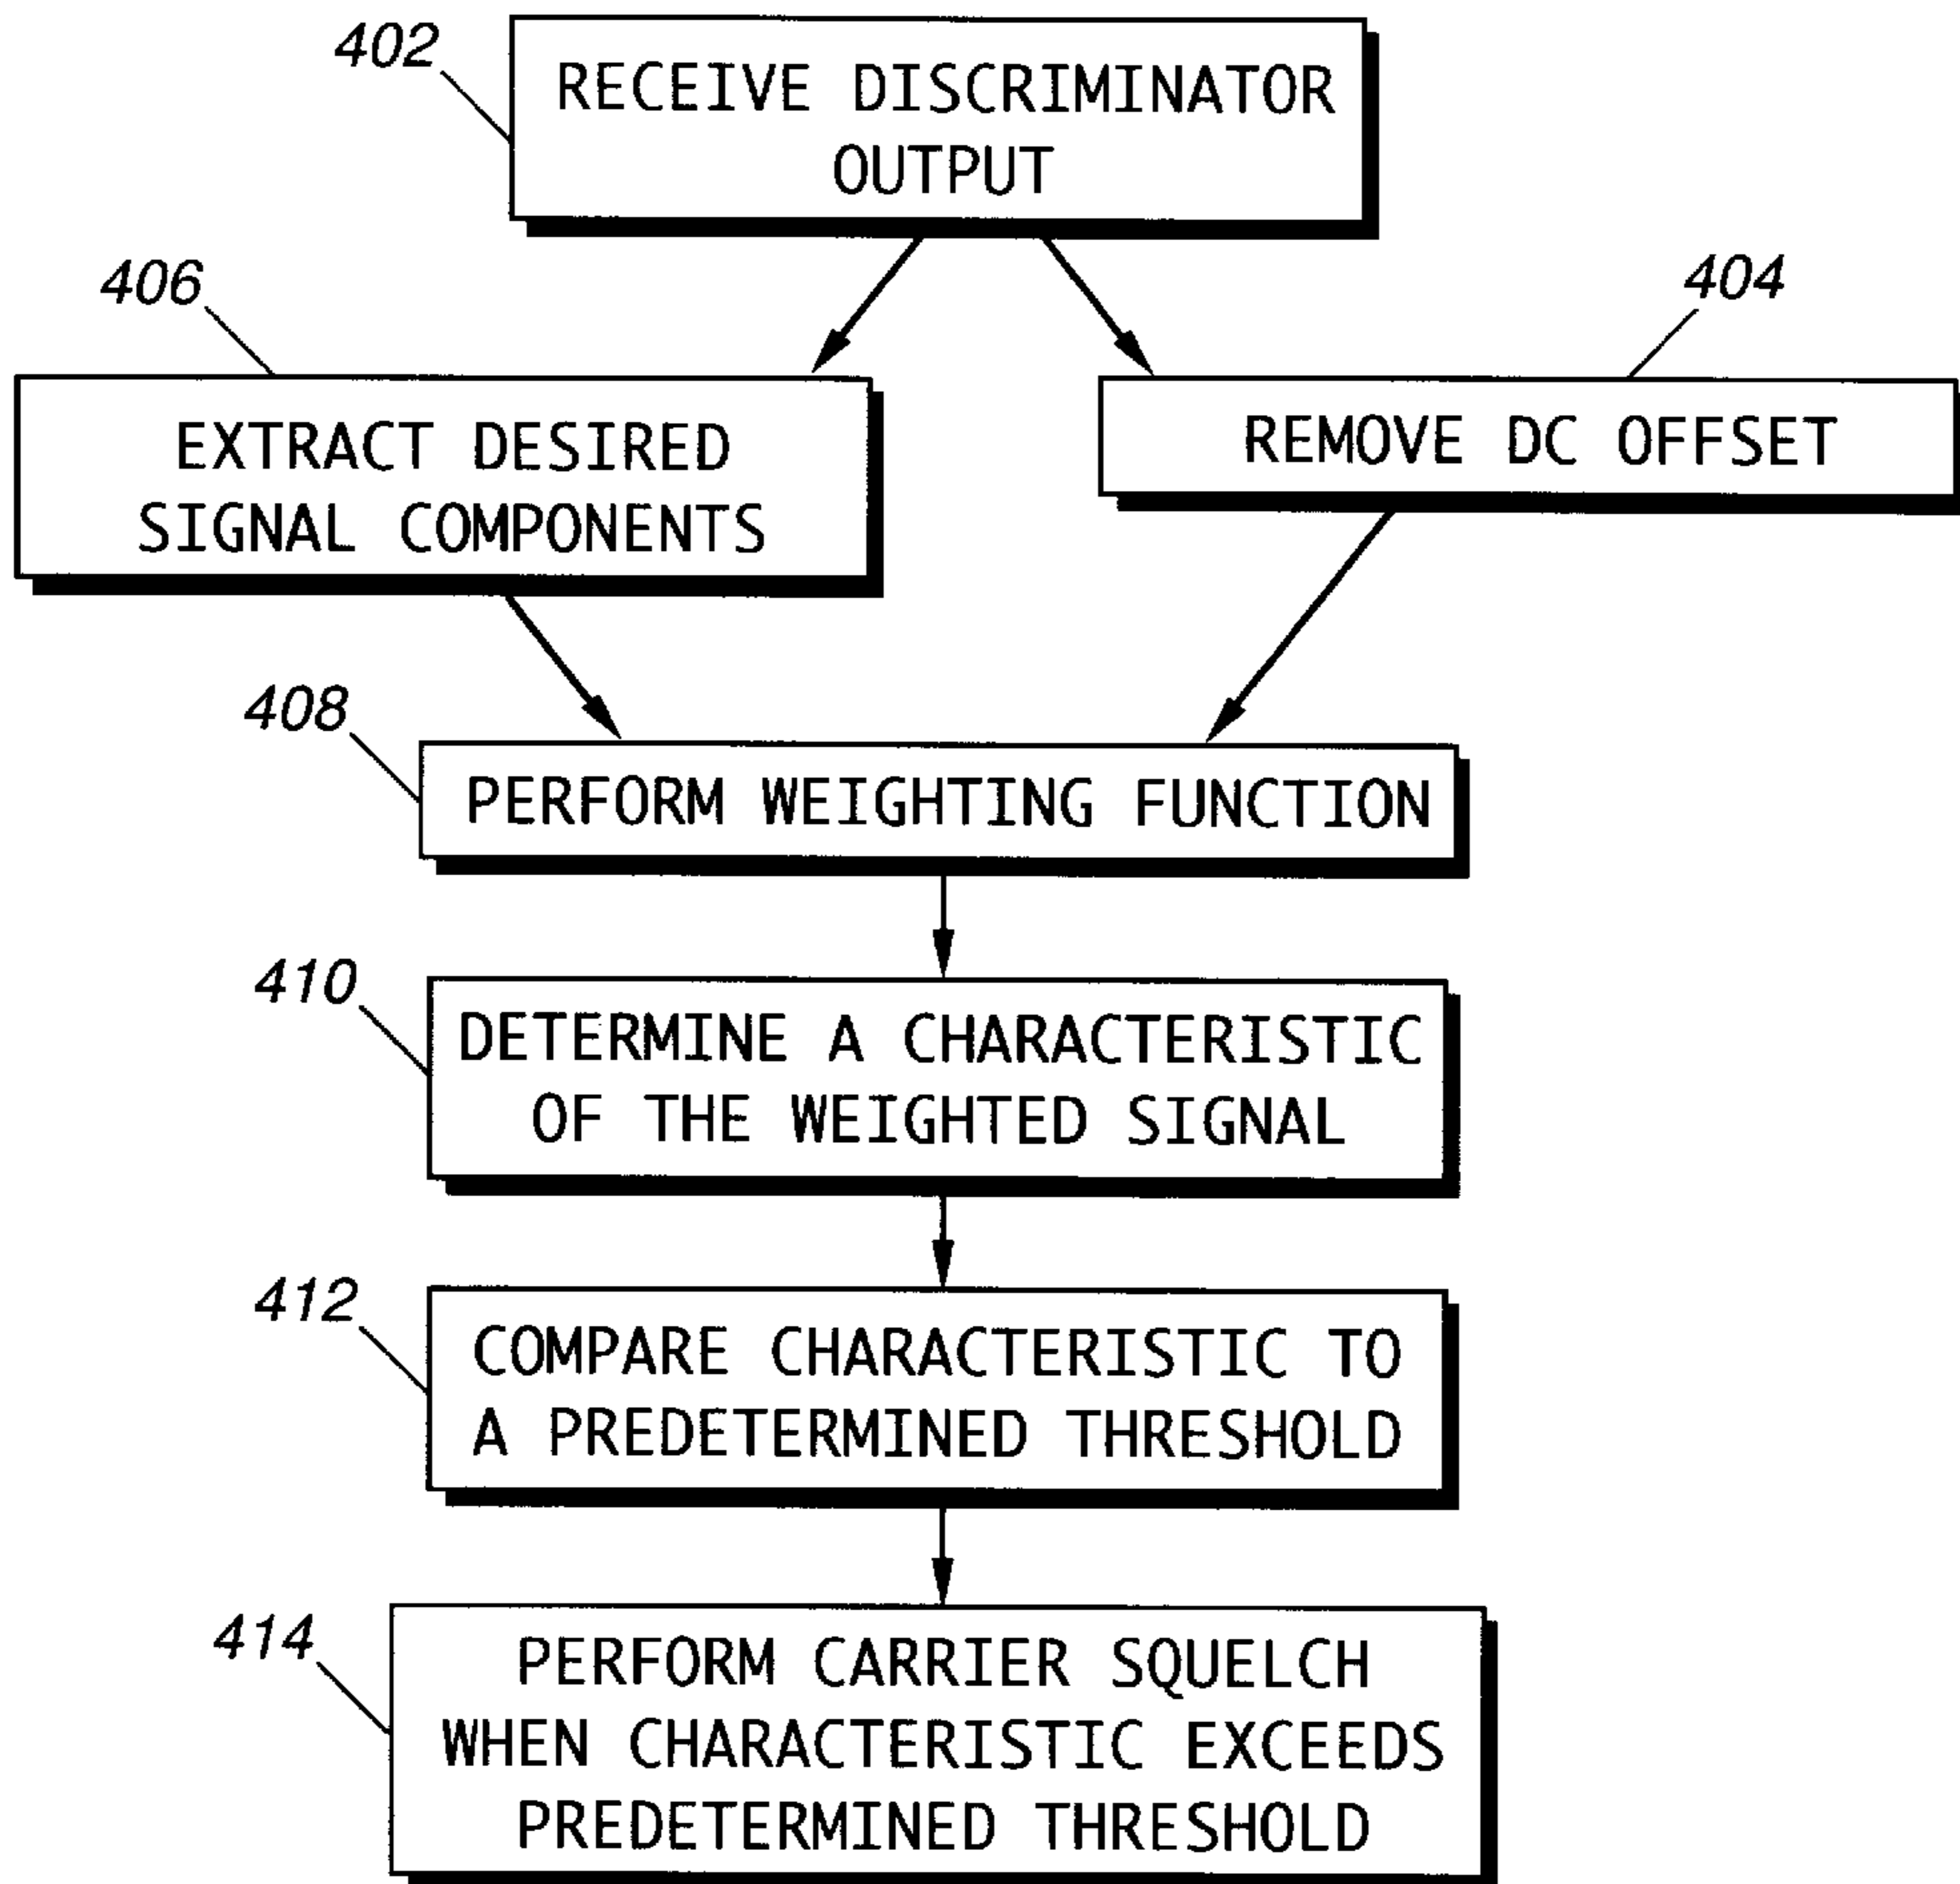 402
RECEIVE DISCRIMINATOR
OUTPUT
406
404
EXTRACT DESIRED
SIGNAL COMPONENTS
REMOVE DC OFFSET
408
PERFORM WEIGHTING FUNCTION
410
DETERMINE A CHARACTERISTIC
OF THE WEIGHTED SIGNAL
412
COMPARE CHARACTERISTIC TO
A PREDETERMINED THRESHOLD
414
PERFORM CARRIER SQUELCH
WHEN CHARACTERISTIC EXCEEDS
PREDETERMINED THRESHOLD